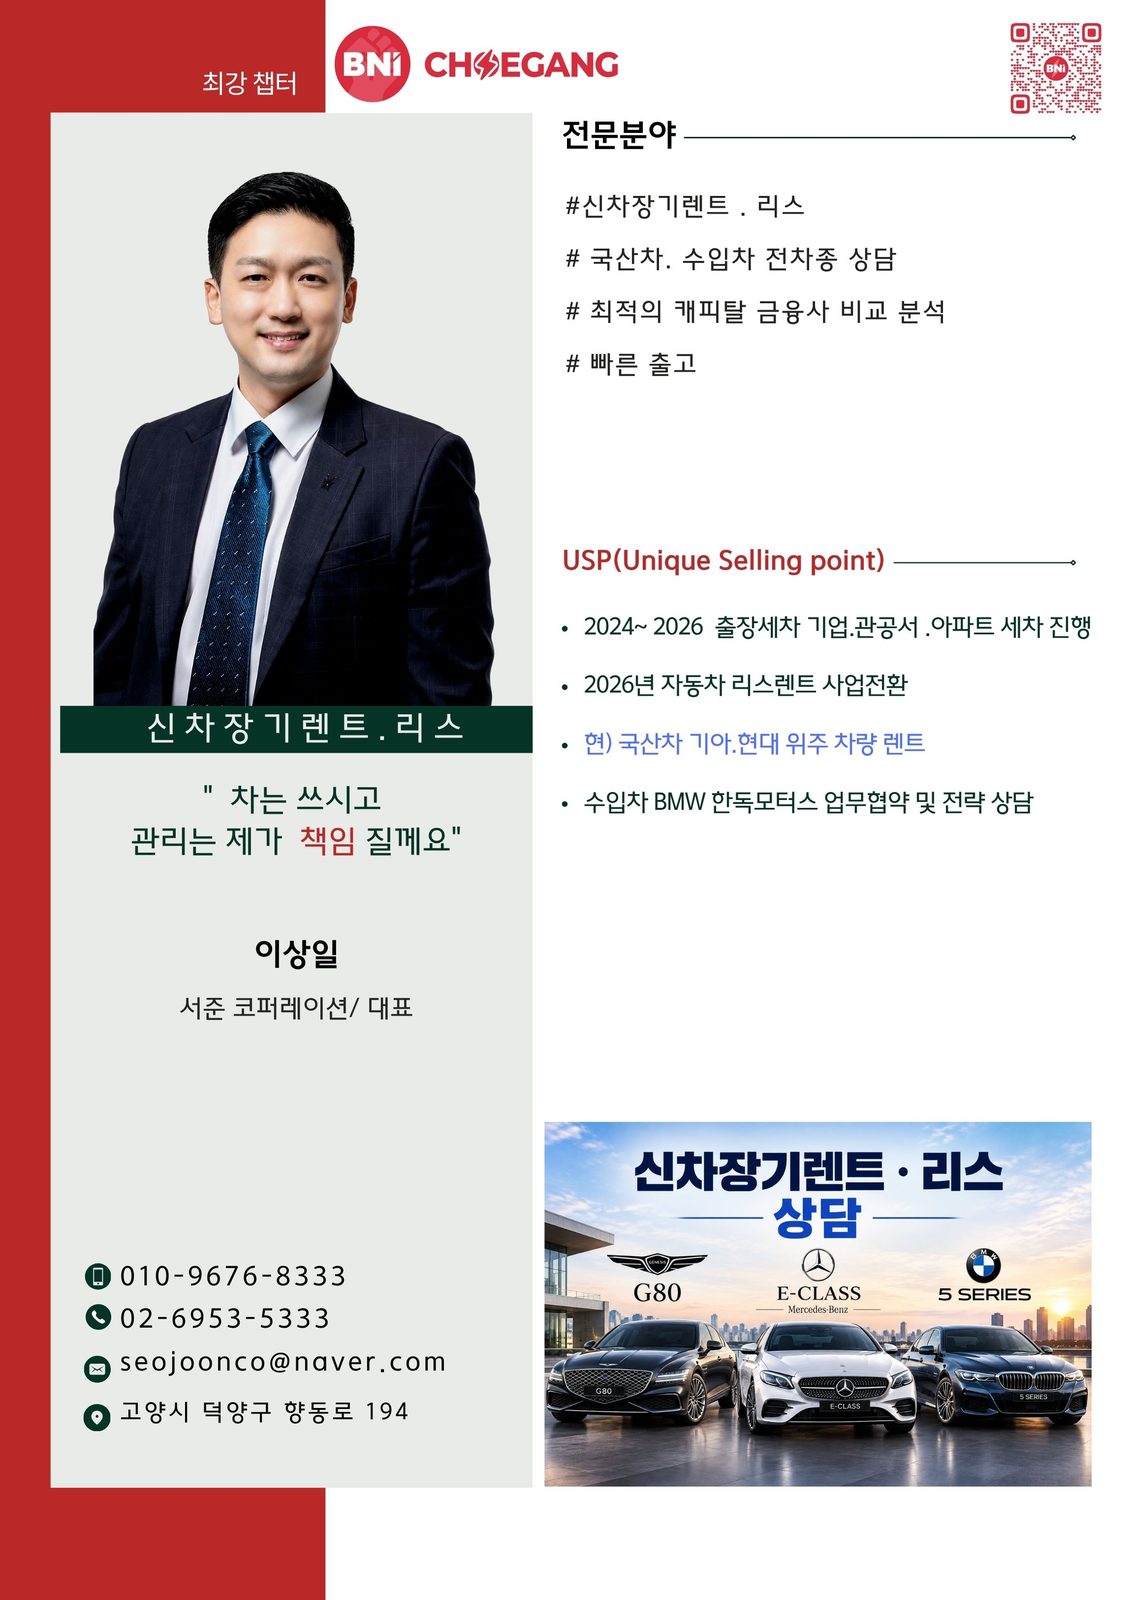 최강 챕터
BNI CHOEGANG
BNI
전문분야
#신차장기렌트 . 리스
# 국산차. 수입차 전차종 상담
# 최적의 캐피탈 금융사 비교 분석
# 빠른 출고
USP(Unique Selling point)
• 2024~ 2026 출장세차 기업.관공서 .아파트 세차 진행
• 2026년 자동차 리스렌트 사업전환
• 현) 국산차 기아.현대 위주 차량 렌트
• 수입차 BMW 한독모터스 업무협약 및 전략 상담
신차장기렌트.리스
" 차는 쓰시고
관리는 제가 책임 질께요"
이상일
서준 코퍼레이션/ 대표
010-9676-8333
02-6953-5333
seojoonco@naver.com
고양시 덕양구 향동로 194
신차장기렌트 · 리스
상담
GENESIS
G80
E-CLASS
Mercedes-Benz
BMW
5 SERIES
G80
E-CLASS
5 SERIES